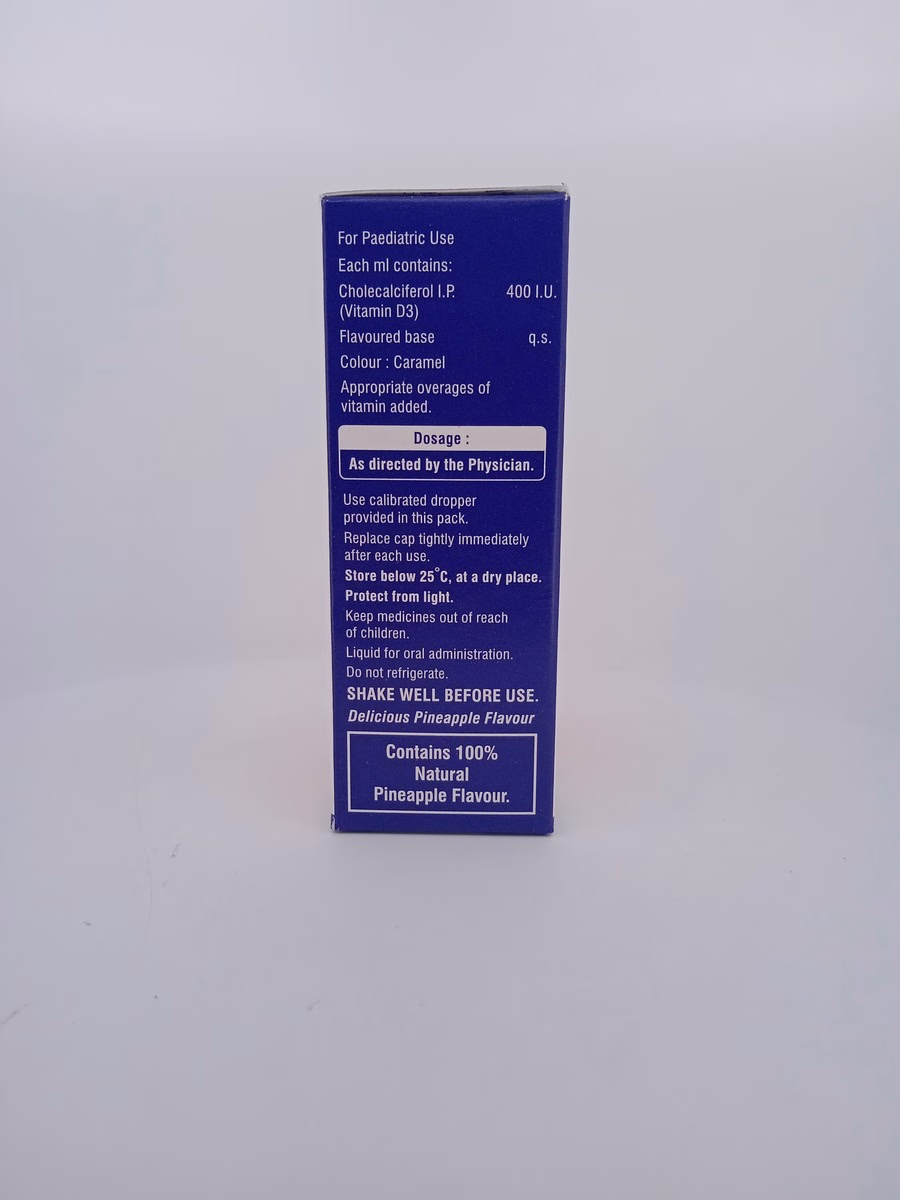 For Paediatric Use
Each ml contains:
Cholecalciferol I.P. 400 I.U.
(Vitamin D3)
Flavoured base q.s.
Colour : Caramel
Appropriate overages of
vitamin added.
Dosage :
As directed by the Physician.
Use calibrated dropper
provided in this pack.
Replace cap tightly immediately
after each use.
Store below 25°C, at a dry place.
Protect from light.
Keep medicines out of reach
of children.
Liquid for oral administration.
Do not refrigerate.
SHAKE WELL BEFORE USE.
Delicious Pineapple Flavour
Contains 100%
Natural
Pineapple Flavour.